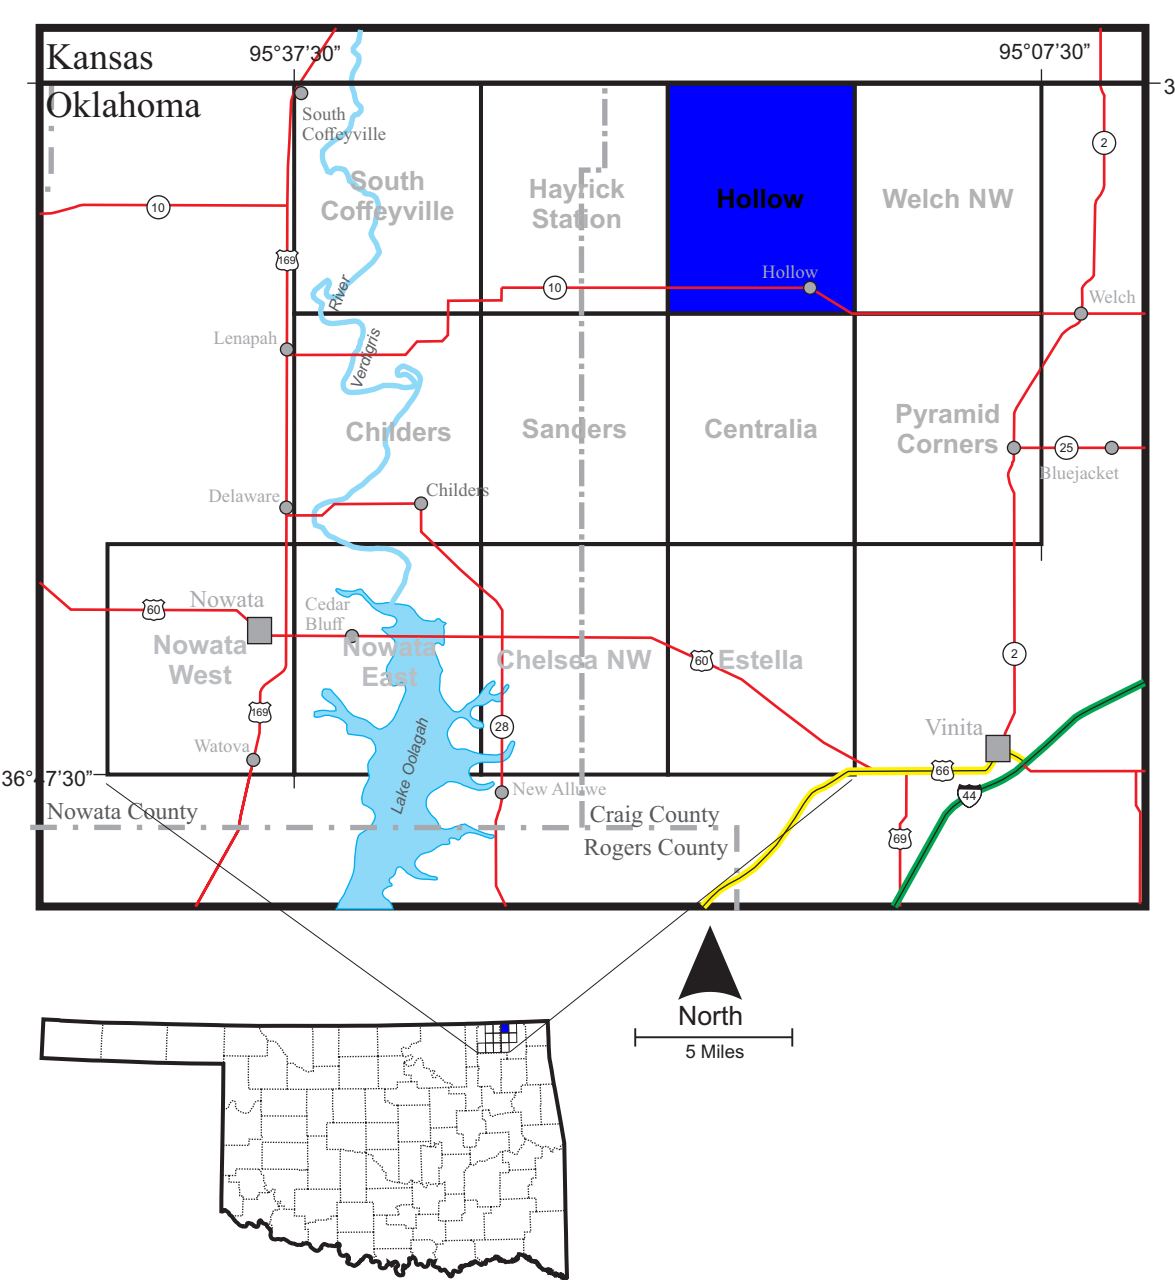 Kansas
95°37’30”
95°07’30”
3
Oklahoma
South
Coffeyville
2
South
Coffeyville
Hayrick
Station
Hollow
Welch NW
10
169
Hollow
River
10
Welch
Lenapah
Verdigris
Childers
Sanders
Centralia
Pyramid
Corners
25
Bluejacket
Delaware
Childers
60
Nowata
Cedar
Bluff
Nowata
West
Nowata
East
Chelsea NW
60
Estella
2
169
28
Vinita
Watova
Lake Oolagah
66
36°47’30”
44
New Alluwe
Nowata County
Craig County
Rogers County
69
North
5 Miles